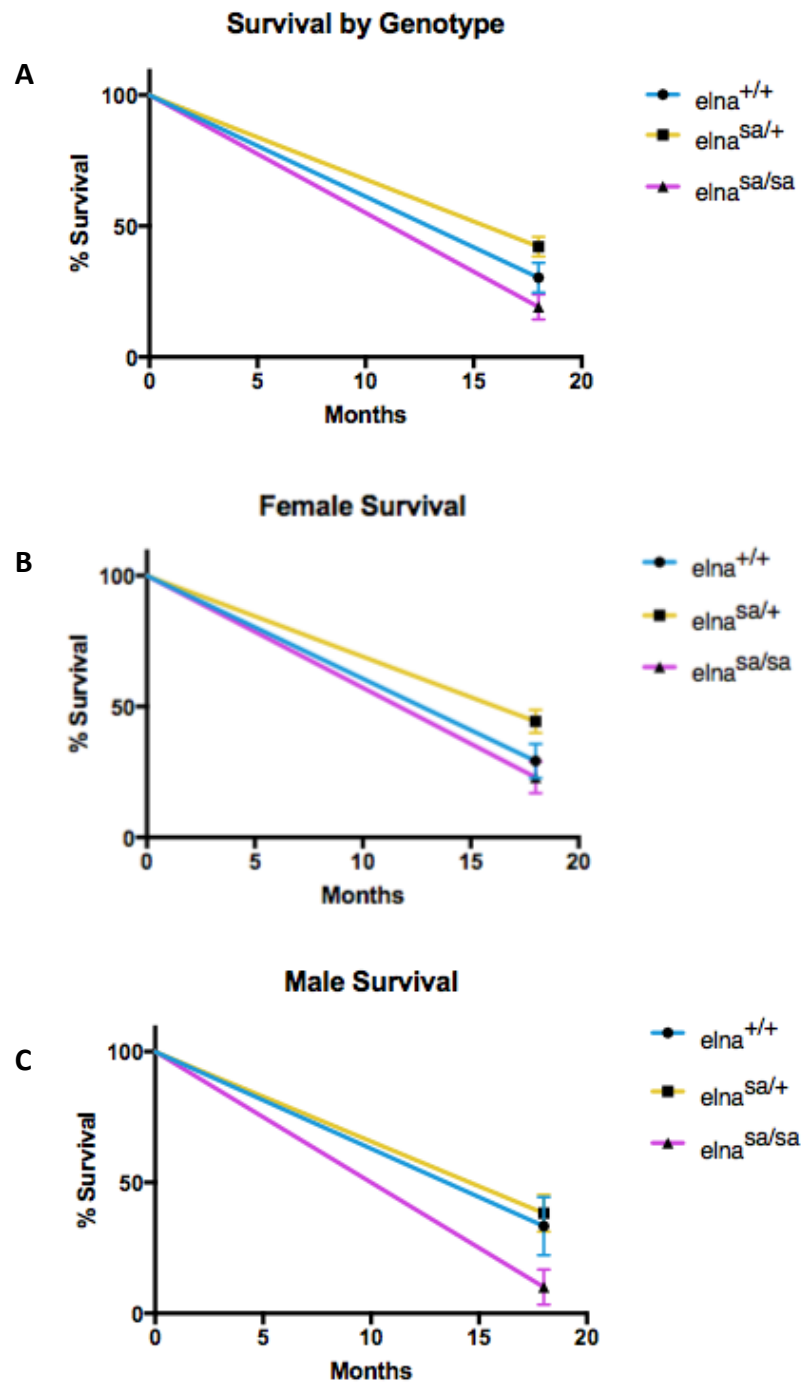 Survival by Genotype
A
elna+/+
elnasa/+
elnasa/sa
100
50
0
% Survival
0 5 10 15 20
Months
Female Survival
B
elna+/+
elnasa/+
elnasa/sa
100
50
0
% Survival
0 5 10 15 20
Months
Male Survival
C
elna+/+
elnasa/+
elnasa/sa
100
50
0
% Survival
0 5 10 15 20
Months